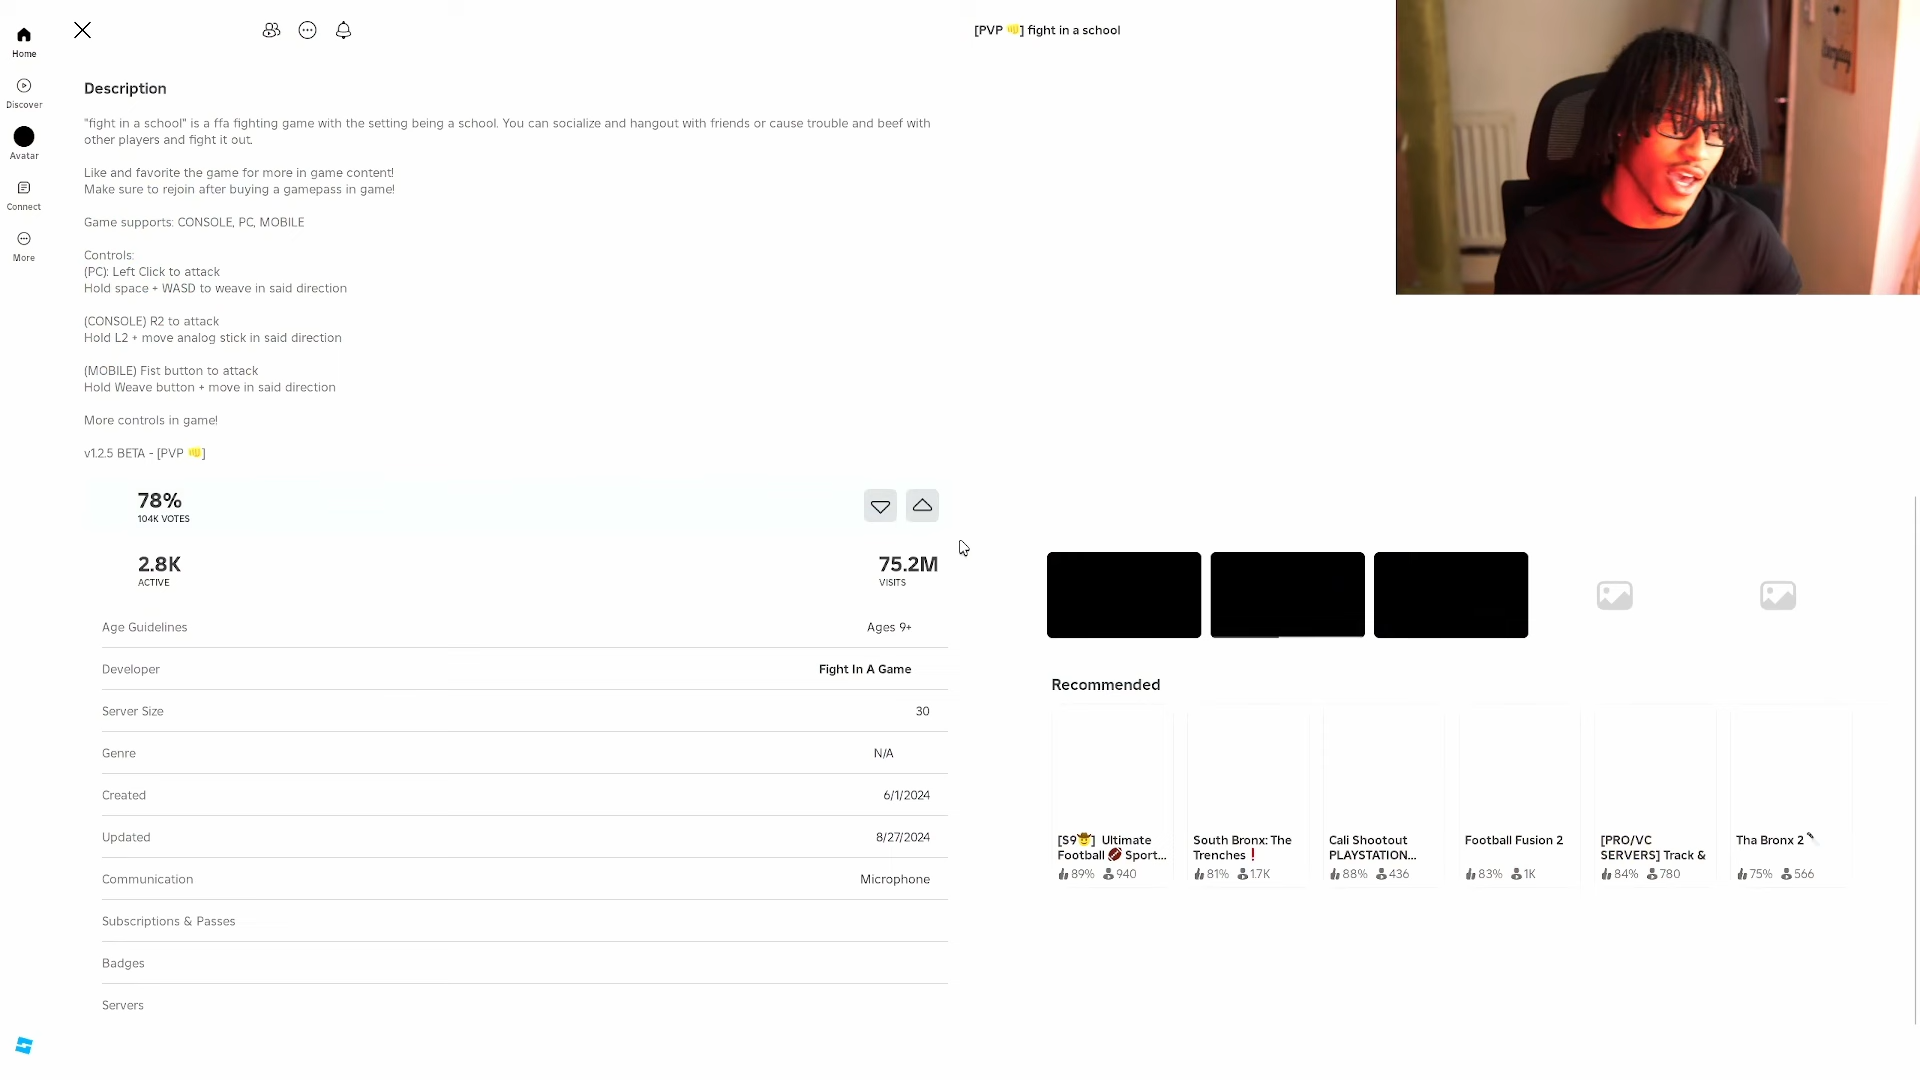 Home
Discover
Avatar
Connect
More
[PVP 👊] fight in a school
Description
"fight in a school" is a ffa fighting game with the setting being a school. You can socialize and hangout with friends or cause trouble and beef with
other players and fight it out.
Like and favorite the game for more in game content!
Make sure to rejoin after buying a gamepass in game!
Game supports: CONSOLE, PC, MOBILE
Controls:
(PC): Left Click to attack
Hold space + WASD to weave in said direction
(CONSOLE) R2 to attack
Hold L2 + move analog stick in said direction
(MOBILE) Fist button to attack
Hold Weave button + move in said direction
More controls in game!
v1.2.5 BETA - [PVP 👊]
78%
104K VOTES
2.8K
ACTIVE
75.2M
VISITS
Age Guidelines Ages 9+
Developer Fight In A Game
Server Size 30
Genre N/A
Created 6/1/2024
Updated 8/27/2024
Communication Microphone
Subscriptions & Passes
Badges
Servers
Recommended
[S9🤠] Ultimate
Football 🏈 Sport...
89% 940
South Bronx: The
Trenches ❗
81% 1.7K
Cali Shootout
PLAYSTATION...
88% 436
Football Fusion 2
83% 1K
[PRO/VC
SERVERS] Track &
84% 780
Tha Bronx 2🔪
75% 566